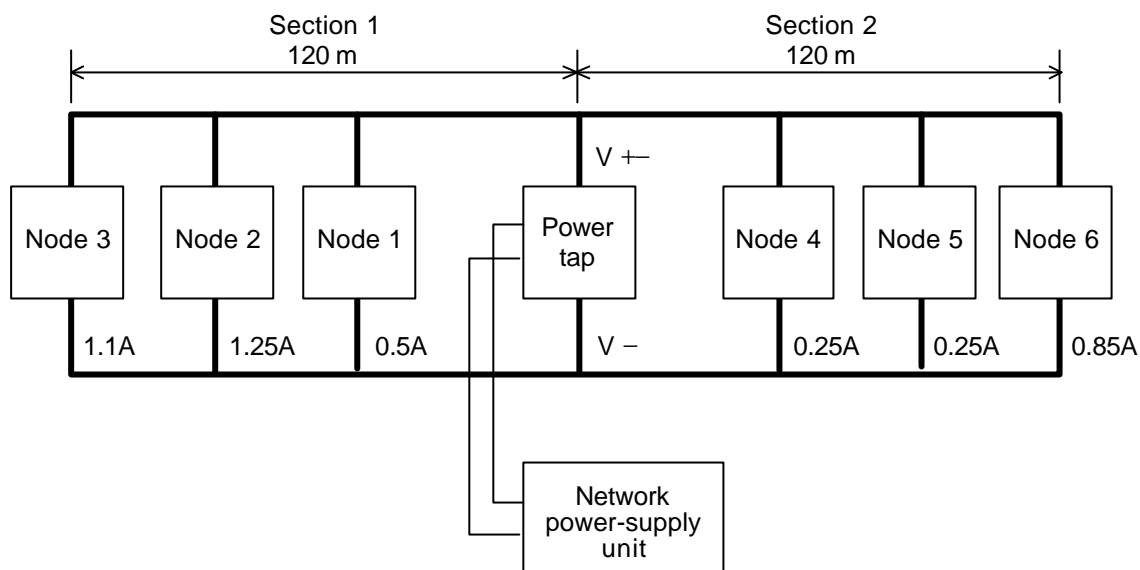 Section 1
120 m
Section 2
120 m
V +−
Node 3
Node 2
Node 1
Power
tap
Node 4
Node 5
Node 6
1.1A
1.25A
0.5A
V −
0.25A
0.25A
0.85A
Network
power-supply
unit